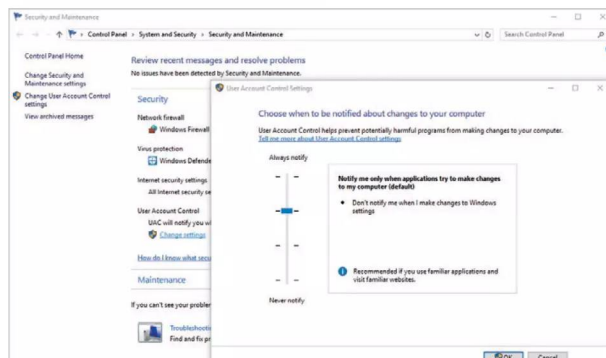 Security and Maintenance
Control Panel > System and Security > Security and Maintenance
Search Control Panel
Control Panel Home
Change Security and
Maintenance settings
Change User Account Control
settings
View archived messages
Review recent messages and resolve problems
No issues have been detected by Security and Maintenance.
Security
Network firewall
Windows Firewall
Virus protection
Windows Defende
Internet security settings
All Internet security se
User Account Control
UAC will notify you w
Change settings
How do I know what secu
Maintenance
If you can't see your probler
Troubleshooti
Find and fix pr
User Account Control Settings
Choose when to be notified about changes to your computer
User Account Control helps prevent potentially harmful programs from making changes to your computer.
Tell me more about User Account Control settings
Always notify
Notify me only when applications try to make changes
to my computer (default)
Don't notify me when I make changes to Windows
settings
Recommended if you use familiar applications and
visit familiar websites.
Never notify
OK
Cancel